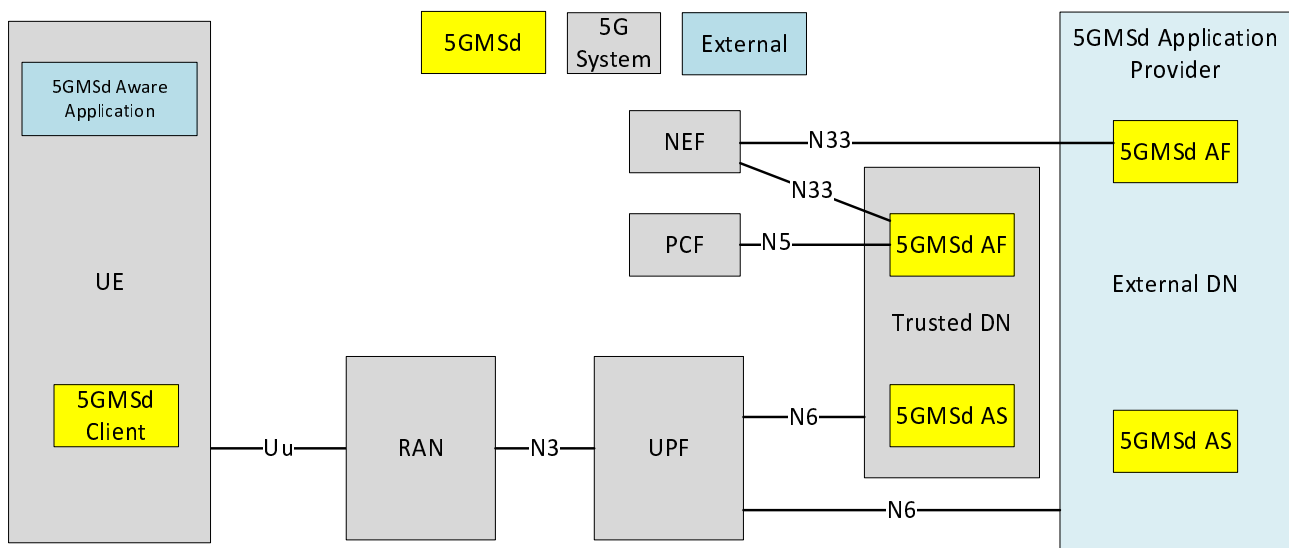 5GMSd
5G
System
External
5GMSd Application
Provider
5GMSd Aware
Application
NEF
N33
5GMSd AF
N33
PCF
N5
5GMSd AF
UE
External DN
Trusted DN
5GMSd
Client
5GMSd AS
N6
5GMSd AS
Uu
RAN
N3
UPF
N6